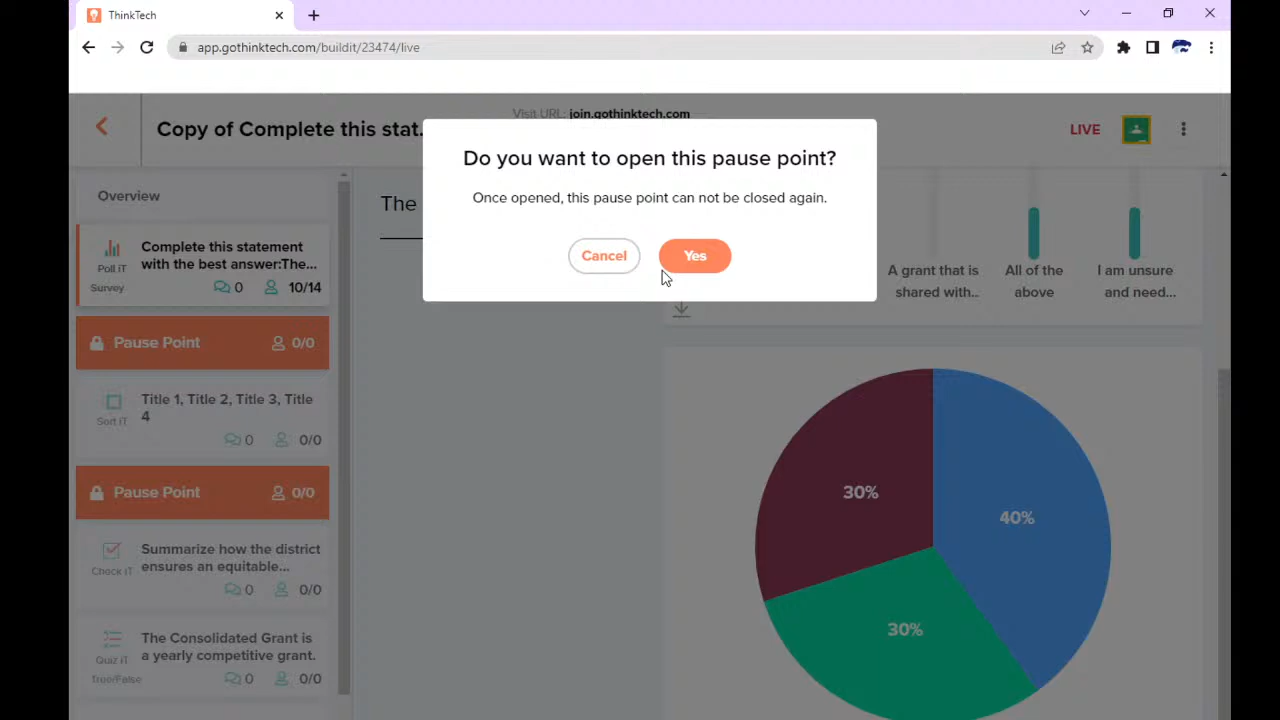 ThinkTech
app.gothinktech.com/buildit/23474/live
Visit URL: join.gothinktech.com
Copy of Complete this stat.
LIVE
Do you want to open this pause point?
Once opened, this pause point can not be closed again.
Cancel
Yes
Overview
Complete this statement
with the best answer:The...
Poll iT
Survey
0
10/14
Pause Point
0/0
Title 1, Title 2, Title 3, Title
4
Sort iT
0
0/0
Pause Point
0/0
Summarize how the district
ensures an equitable...
Check iT
0
0/0
The Consolidated Grant is
a yearly competitive grant.
Quiz iT
True/False
0
0/0
The
A grant that is
shared with..
All of the
above
I am unsure
and need...
30%
40%
30%